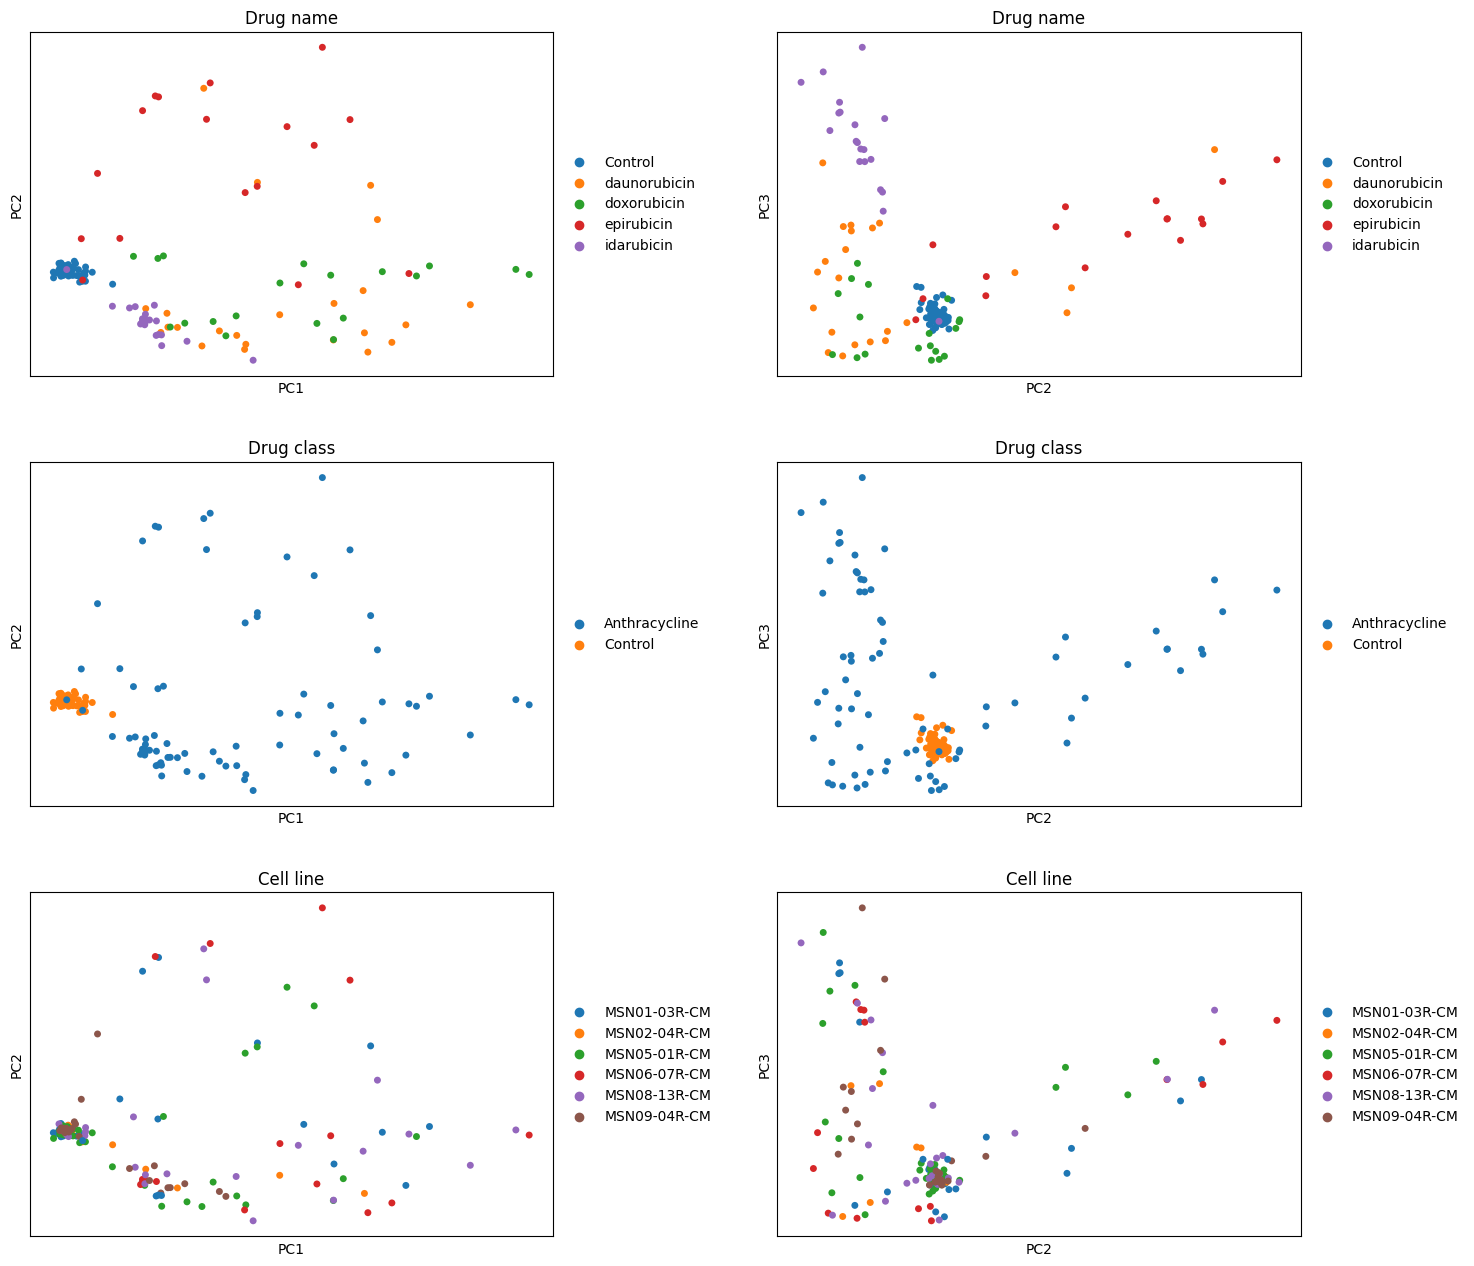 Drug name
PC2
PC1
Control
daunorubicin
doxorubicin
epirubicin
idarubicin
Drug name
PC3
PC2
Control
daunorubicin
doxorubicin
epirubicin
idarubicin
Drug class
PC2
PC1
Anthracycline
Control
Drug class
PC3
PC2
Anthracycline
Control
Cell line
PC2
PC1
MSN01-03R-CM
MSN02-04R-CM
MSN05-01R-CM
MSN06-07R-CM
MSN08-13R-CM
MSN09-04R-CM
Cell line
PC3
PC2
MSN01-03R-CM
MSN02-04R-CM
MSN05-01R-CM
MSN06-07R-CM
MSN08-13R-CM
MSN09-04R-CM